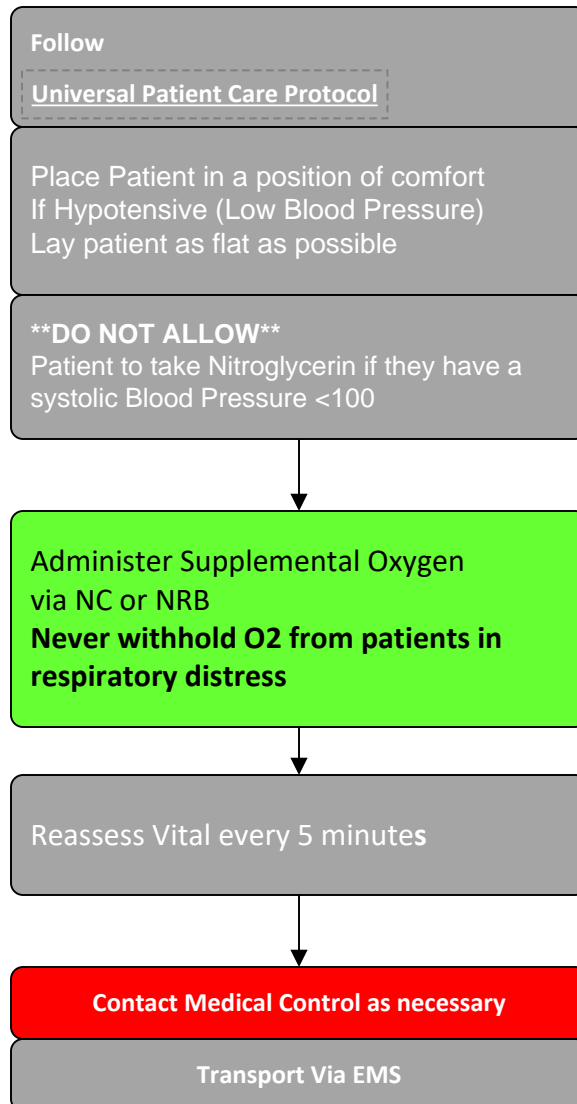 Follow
Universal Patient Care Protocol
Place Patient in a position of comfort
If Hypotensive (Low Blood Pressure)
Lay patient as flat as possible
**DO NOT ALLOW**
Patient to take Nitroglycerin if they have a
systolic Blood Pressure <100
Administer Supplemental Oxygen
via NC or NRB
Never withhold O2 from patients in
respiratory distress
Reassess Vital every 5 minutes
Contact Medical Control as necessary
Transport Via EMS